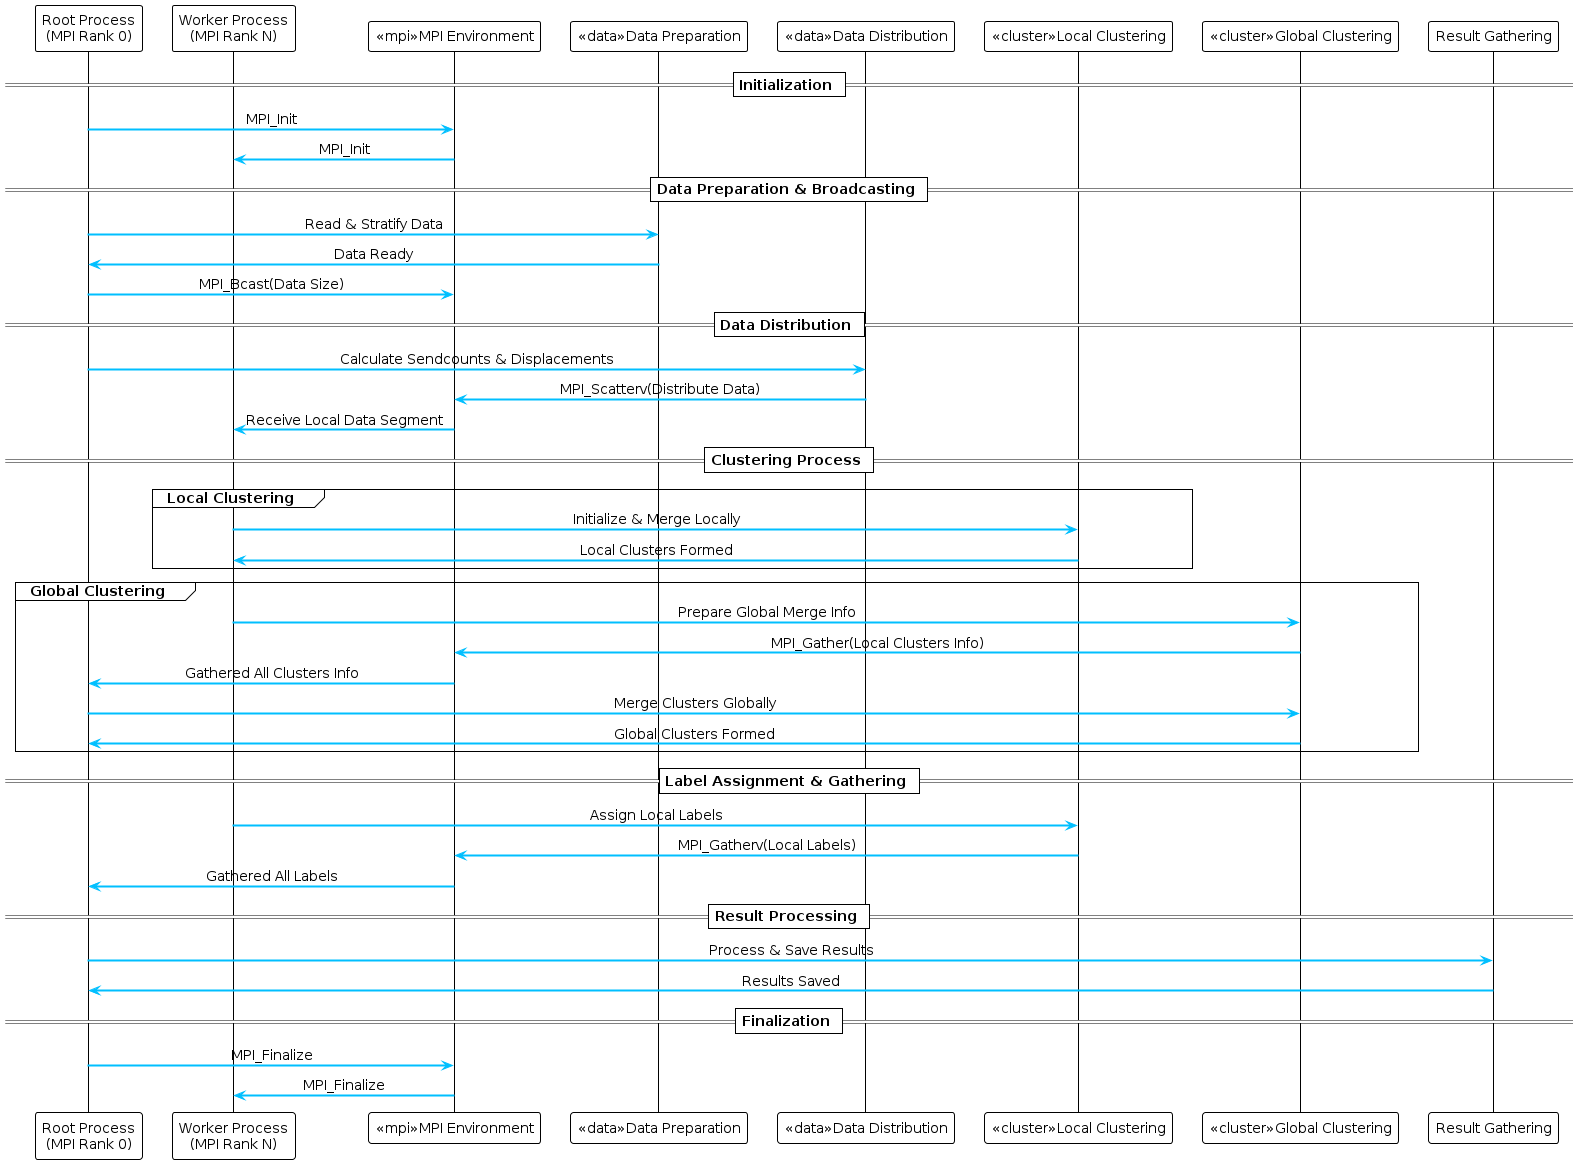 Root Process
(MPI Rank 0)
Worker Process
(MPI Rank N)
«mpi»MPI Environment
«data»Data Preparation
«data»Data Distribution
«cluster»Local Clustering
«cluster»Global Clustering
Result Gathering
Initialization
MPI_Init
MPI_Init
Data Preparation & Broadcasting
Read & Stratify Data
Data Ready
MPI_Bcast(Data Size)
Data Distribution
Calculate Sendcounts & Displacements
MPI_Scatterv(Distribute Data)
Receive Local Data Segment
Clustering Process
Local Clustering
Initialize & Merge Locally
Local Clusters Formed
Global Clustering
Prepare Global Merge Info
MPI_Gather(Local Clusters Info)
Gathered All Clusters Info
Merge Clusters Globally
Global Clusters Formed
Label Assignment & Gathering
Assign Local Labels
MPI_Gatherv(Local Labels)
Gathered All Labels
Result Processing
Process & Save Results
Results Saved
Finalization
MPI_Finalize
MPI_Finalize
Root Process
(MPI Rank 0)
Worker Process
(MPI Rank N)
«mpi»MPI Environment
«data»Data Preparation
«data»Data Distribution
«cluster»Local Clustering
«cluster»Global Clustering
Result Gathering